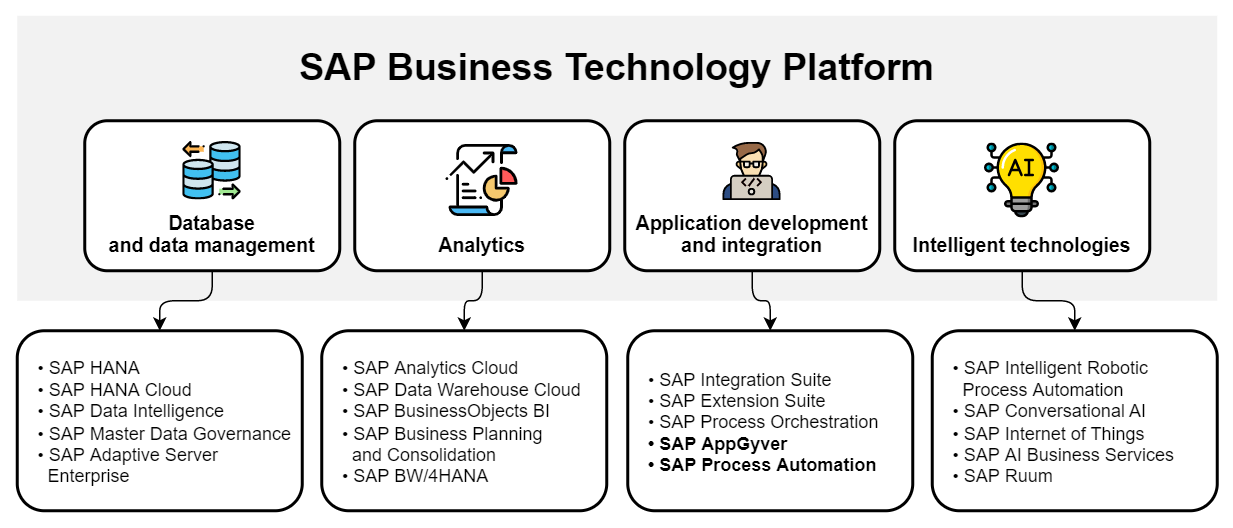 SAP Business Technology Platform
Database
and data management
Analytics
Application development
and integration
AI
Intelligent technologies
• SAP HANA
• SAP HANA Cloud
• SAP Data Intelligence
• SAP Master Data Governance
• SAP Adaptive Server
Enterprise
• SAP Analytics Cloud
• SAP Data Warehouse Cloud
• SAP BusinessObjects BI
• SAP Business Planning
and Consolidation
• SAP BW/4HANA
• SAP Integration Suite
• SAP Extension Suite
• SAP Process Orchestration
• SAP AppGyver
• SAP Process Automation
• SAP Intelligent Robotic
Process Automation
• SAP Conversational AI
• SAP Internet of Things
• SAP AI Business Services
• SAP Ruum